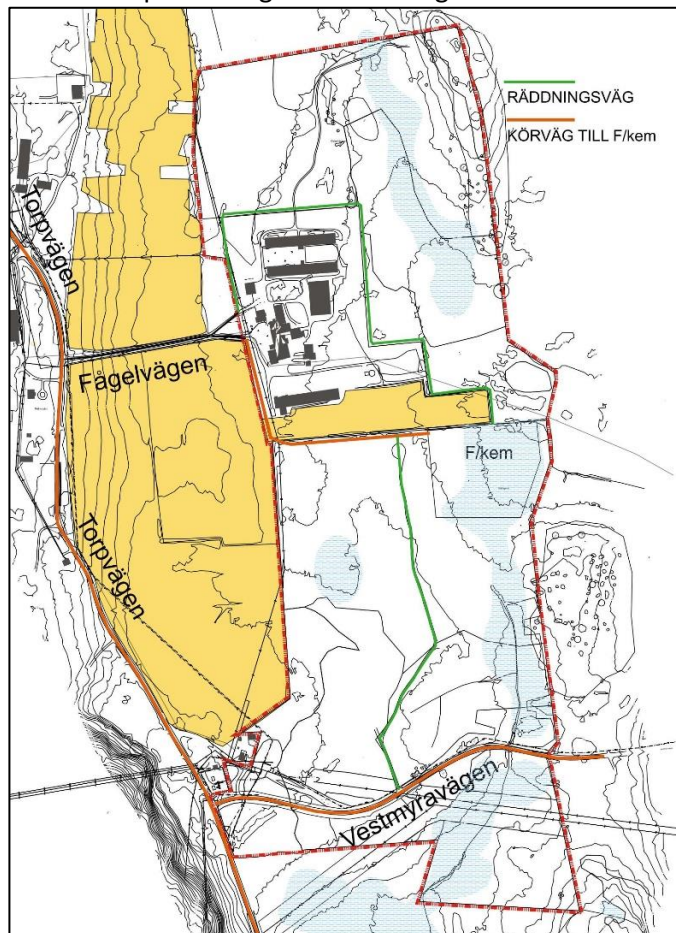 RÄDDNINGSVÄG
KÖRVÄG TILL F/kem
Torpvägen
Fågelvägen
F/kem
Torpvägen
Vestmyravägen